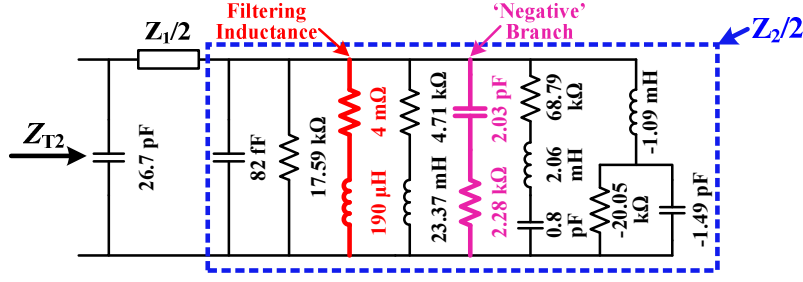 Filtering
Inductance
‘Negative’
Branch
Z1/2
Z2/2
ZT2
26.7 pF
82 fF
17.59 kΩ
4 mΩ
190 μH
4.71 kΩ
23.37 mH
2.03 pF
2.28 kΩ
68.79
kΩ
2.06
mH
0.8
pF
-1.09 mH
-20.05
kΩ
-1.49 pF